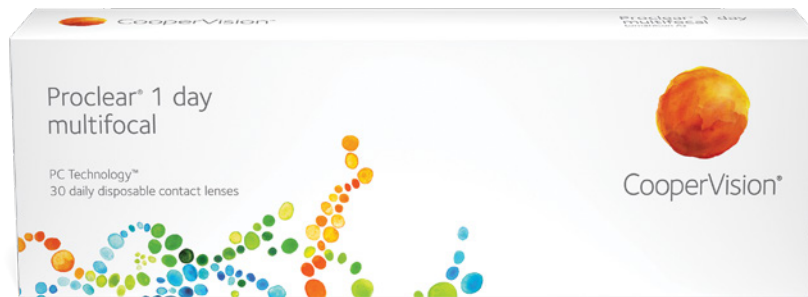 CooperVision®
Proclear® 1 day
multifocal
Proclear® 1 day
multifocal
PC Technology™
30 daily disposable contact lenses
CooperVision®